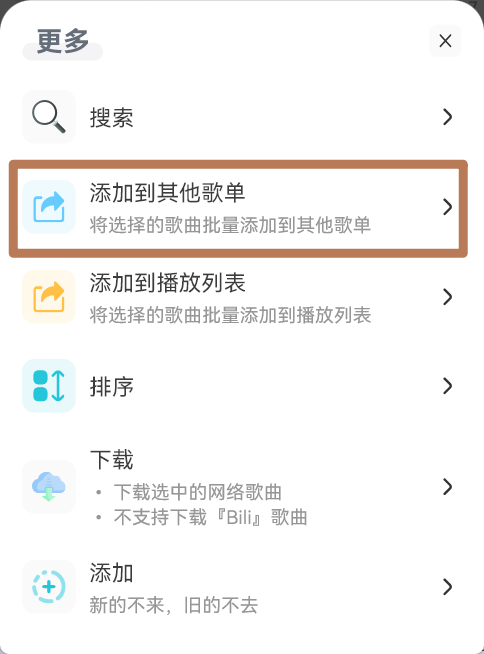 更多
搜索
添加到其他歌单
将选择的歌曲批量添加到其他歌单
添加到播放列表
将选择的歌曲批量添加到播放列表
排序
下载
• 下载选中的网络歌曲
• 不支持下载『Bili』歌曲
添加
新的不来，旧的不去